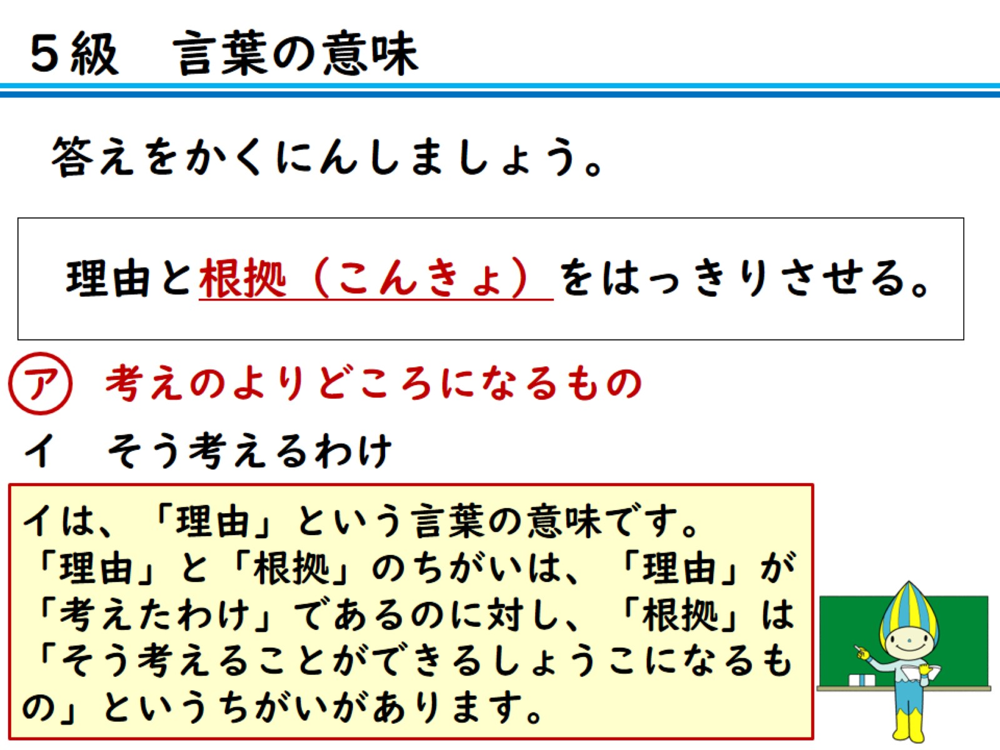 ５級　言葉の意味
答えをかくにんしましょう。
理由と根拠（こんきょ）をはっきりさせる。
ア　考えのよりどころになるもの
イ　そう考えるわけ
イは、「理由」という言葉の意味です。
「理由」と「根拠」のちがいは、「理由」が
「考えたわけ」であるのに対し、「根拠」は
「そう考えることができるしょうこになるも
の」というちがいがあります。